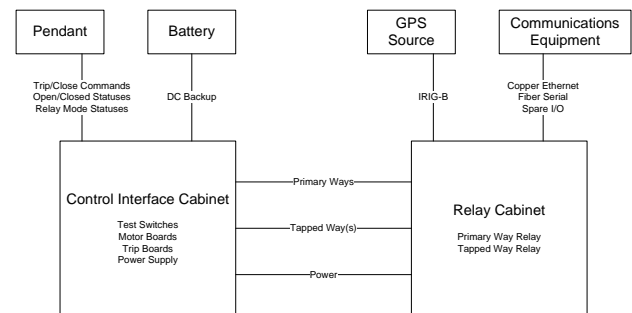 Pendant
Battery
GPS
Source
Communications
Equipment
Trip/Close Commands
Open/Closed Statuses
Relay Mode Statuses
DC Backup
IRIG-B
Copper Ethernet
Fiber Serial
Spare I/O
Control Interface Cabinet
Test Switches
Motor Boards
Trip Boards
Power Supply
Primary Ways
Tapped Way(s)
Power
Relay Cabinet
Primary Way Relay
Tapped Way Relay